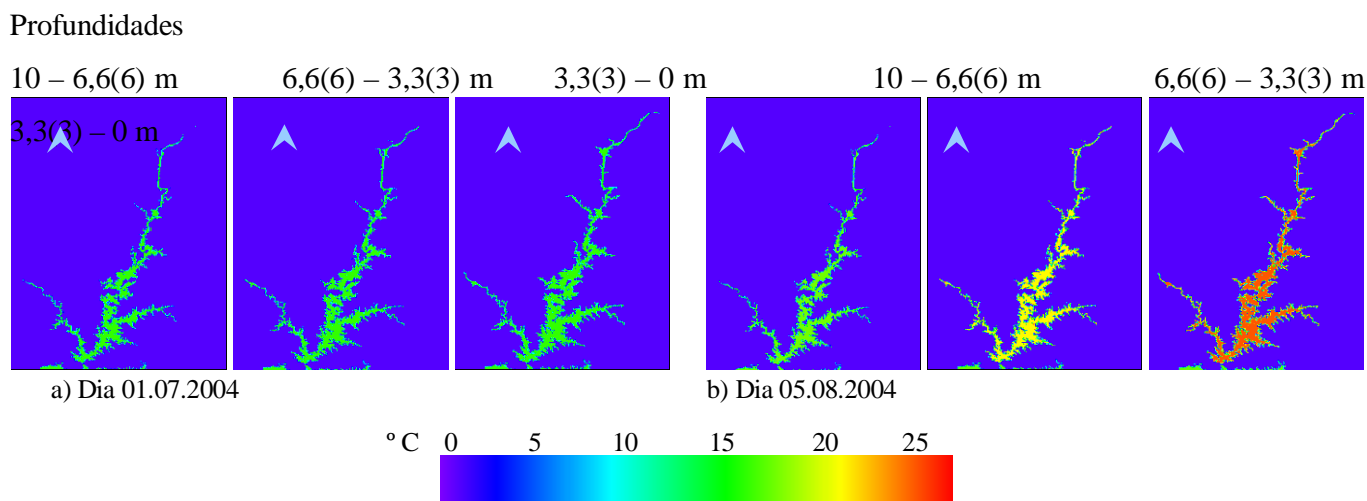 Profundidades
10 – 6,6(6) m 6,6(6) – 3,3(3) m 3,3(3) – 0 m 10 – 6,6(6) m 6,6(6) – 3,3(3) m
3,3(3) – 0 m
a) Dia 01.07.2004 b) Dia 05.08.2004
º C 0 5 10 15 20 25